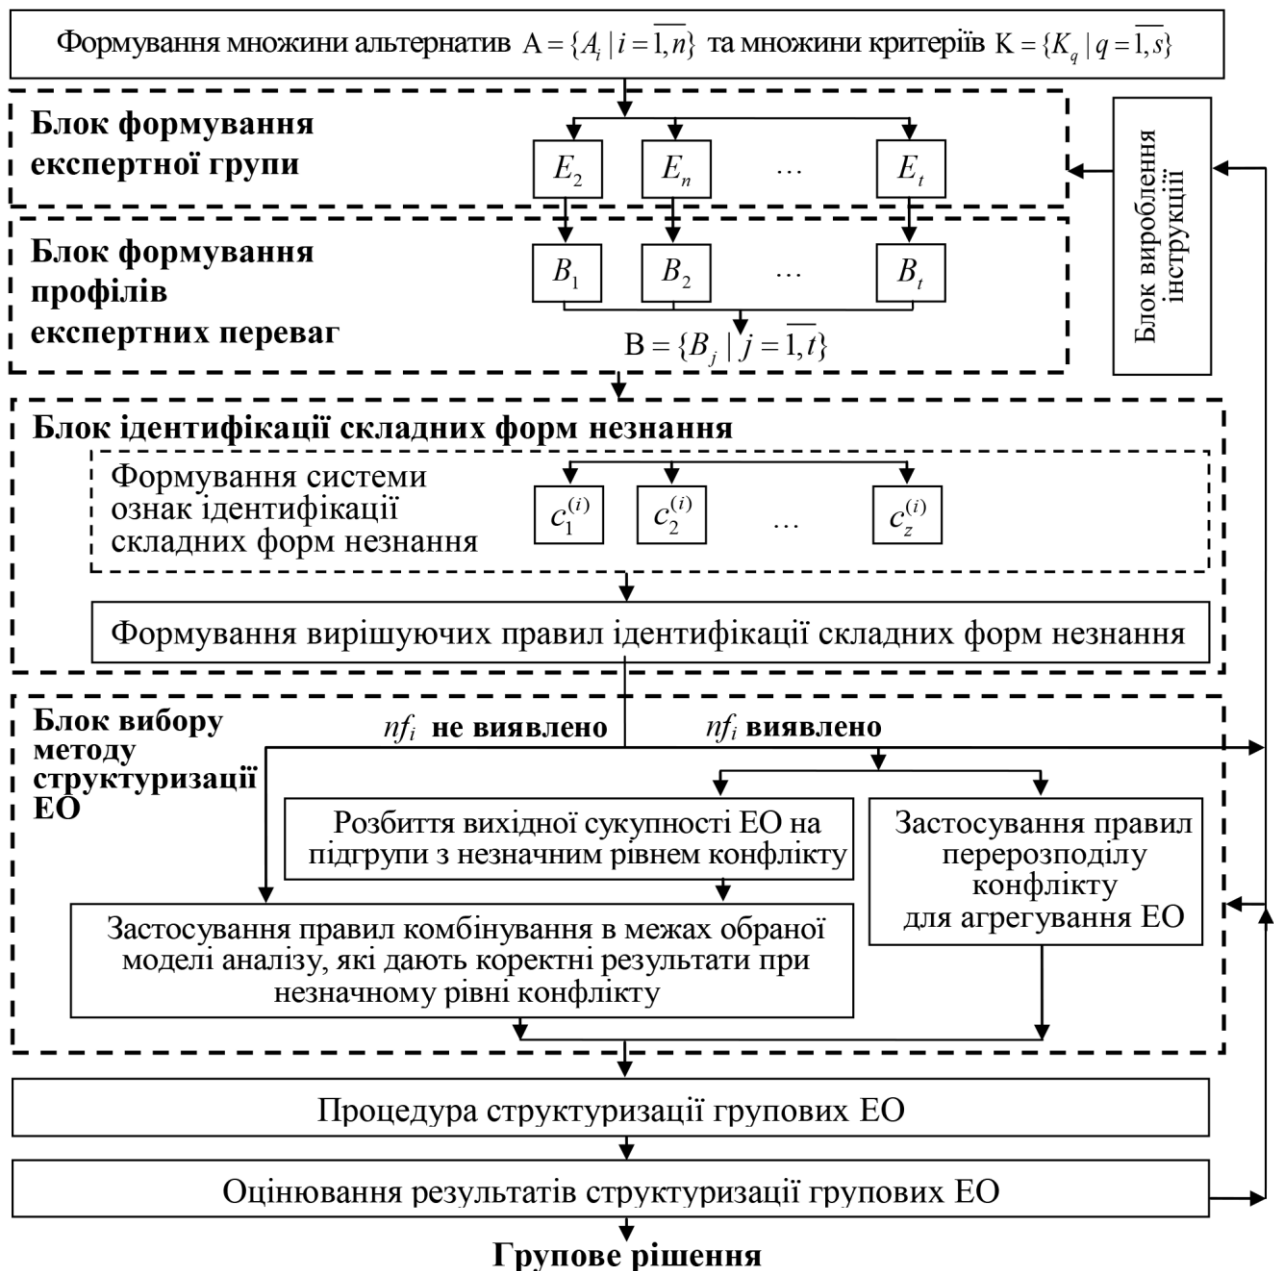 Формування множини альтернатив A = {A_i | i = \overline{1,n}} та множини критеріїв K = {K_q | q = \overline{1,s}}
Блок формування
експертної групи
E_2 E_n … E_t
Блок формування
профілів
експертних переваг
B_1 B_2 … B_t
B = {B_j | j = \overline{1,t}}
Блок вироблення
інструкції
Блок ідентифікації складних форм незнання
Формування системи
ознак ідентифікації
складних форм незнання
c_1^{(i)} c_2^{(i)} … c_z^{(i)}
Формування вирішуючих правил ідентифікації складних форм незнання
Блок вибору
методу
структуризації
ЕО
nf_i не виявлено
nf_i виявлено
Розбиття вихідної сукупності ЕО на
підгрупи з незначним рівнем конфлікту
Застосування правил
перерозподілу
конфлікту
для агрегування ЕО
Застосування правил комбінування в межах обраної
моделі аналізу, які дають коректні результати при
незначному рівні конфлікту
Процедура структуризації групових ЕО
Оцінювання результатів структуризації групових ЕО
Групове рішення